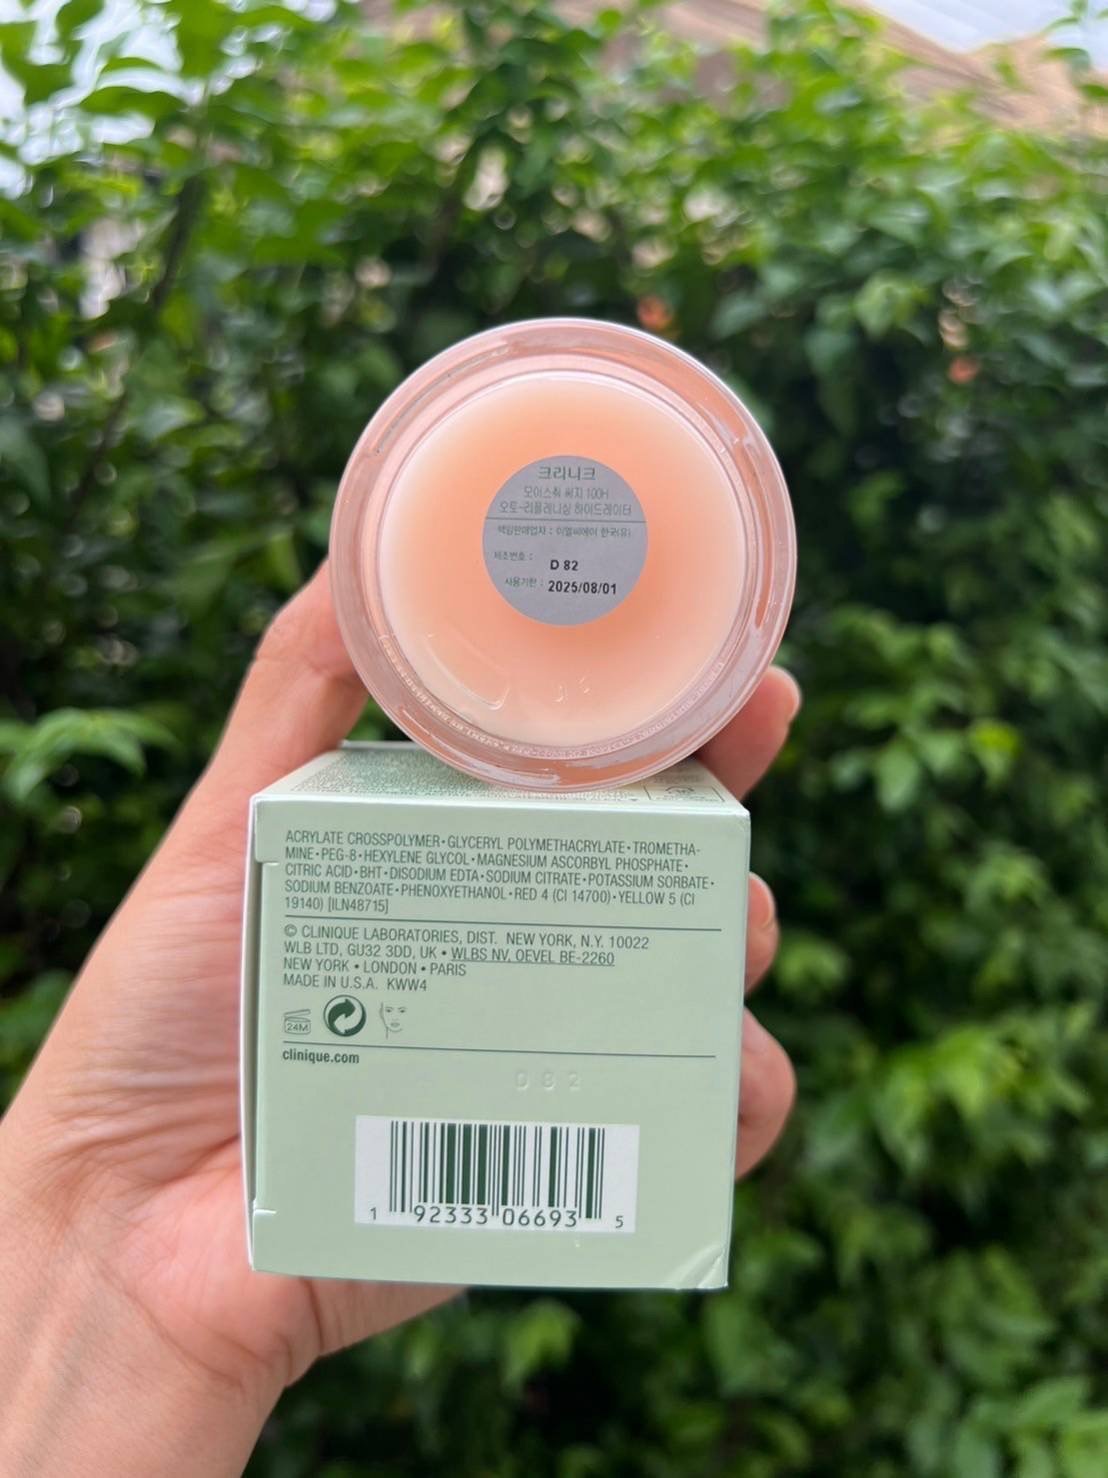 크리니크
모이스춰 써지 100H
오토-리플레니싱 하이드레이터
책임판매업자 : 이엘씨에이 한국(유)
제조번호 :
D 82
사용기한 : 2025/08/01
ACRYLATE CROSSPOLYMER•GLYCERYL POLYMETHACRYLATE•TROMETHA-
MINE•PEG-8•HEXYLENE GLYCOL•MAGNESIUM ASCORBYL PHOSPHATE•
CITRIC ACID•BHT•DISODIUM EDTA•SODIUM CITRATE•POTASSIUM SORBATE•
SODIUM BENZOATE•PHENOXYETHANOL•RED 4 (CI 14700)•YELLOW 5 (CI
19140) [ILN48715]
© CLINIQUE LABORATORIES, DIST. NEW YORK, N.Y. 10022
WLB LTD, GU32 3DD, UK • WLBS NV, OEVEL BE-2260
NEW YORK • LONDON • PARIS
MADE IN U.S.A. KWW4
24M
clinique.com
D82
1 92333 06693 5